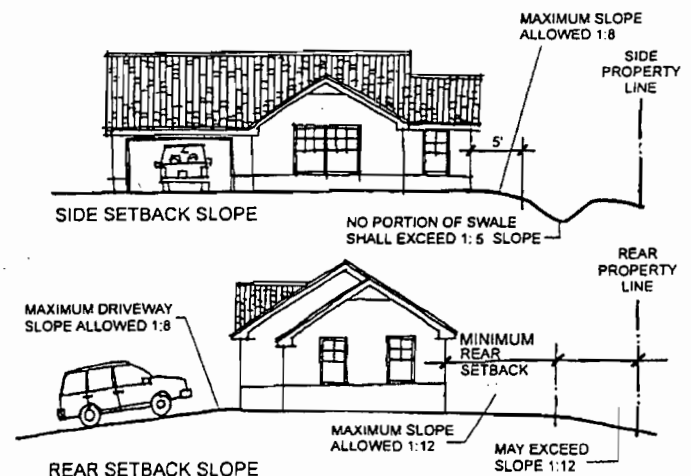 MAXIMUM SLOPE
ALLOWED 1:8
SIDE
PROPERTY
LINE
5'
SIDE SETBACK SLOPE
NO PORTION OF SWALE
SHALL EXCEED 1: 5 SLOPE
REAR
PROPERTY
LINE
MAXIMUM DRIVEWAY
SLOPE ALLOWED 1:8
MINIMUM
REAR
SETBACK
MAXIMUM SLOPE
ALLOWED 1:12
MAY EXCEED
SLOPE 1:12
REAR SETBACK SLOPE